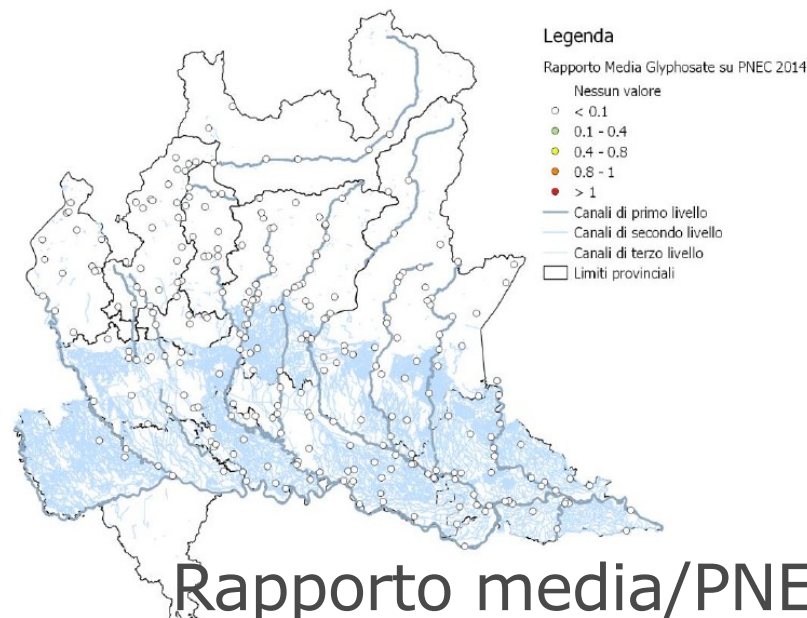 Legenda
Rapporto Media Glyphosate su PNEC 2014
Nessun valore
< 0.1
0.1 - 0.4
0.4 - 0.8
0.8 - 1
> 1
Canali di primo livello
Canali di secondo livello
Canali di terzo livello
Limiti provinciali
Rapporto media/PNE